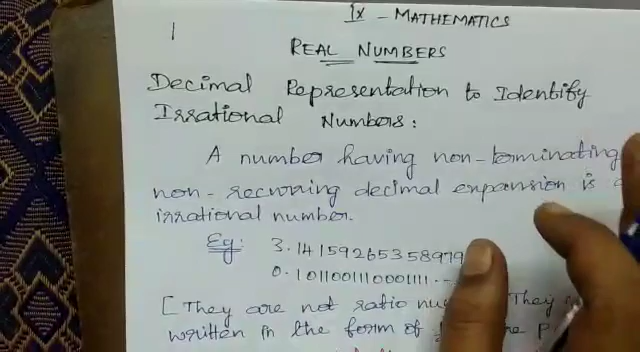 IX - MATHEMATICS
1
REAL NUMBERS
Decimal Representation to Identify
Irrational Numbers:
A number having non-terminating
non-recurring decimal expansion is
irrational number.
Eg: 3.14159265358979
0.1011001110001111...
[They are not ratio They
written in the form of